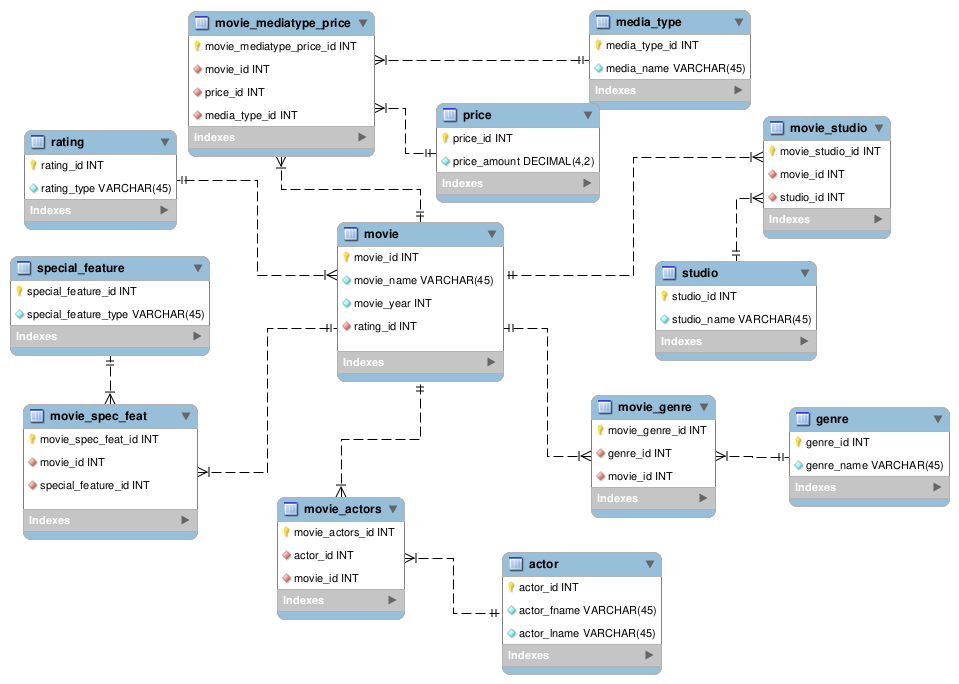 movie_mediatype_price
movie_mediatype_price_id INT
movie_id INT
price_id INT
media_type_id INT
Indexes
media_type
media_type_id INT
media_name VARCHAR(45)
Indexes
price
price_id INT
price_amount DECIMAL(4,2)
Indexes
movie_studio
movie_studio_id INT
movie_id INT
studio_id INT
Indexes
rating
rating_id INT
rating_type VARCHAR(45)
Indexes
movie
movie_id INT
movie_name VARCHAR(45)
movie_year INT
rating_id INT
Indexes
special_feature
special_feature_id INT
special_feature_type VARCHAR(45)
Indexes
studio
studio_id INT
studio_name VARCHAR(45)
Indexes
movie_spec_feat
movie_spec_feat_id INT
movie_id INT
special_feature_id INT
Indexes
movie_genre
movie_genre_id INT
genre_id INT
movie_id INT
Indexes
genre
genre_id INT
genre_name VARCHAR(45)
Indexes
movie_actors
movie_actors_id INT
actor_id INT
movie_id INT
Indexes
actor
actor_id INT
actor_fname VARCHAR(45)
actor_lname VARCHAR(45)
Indexes